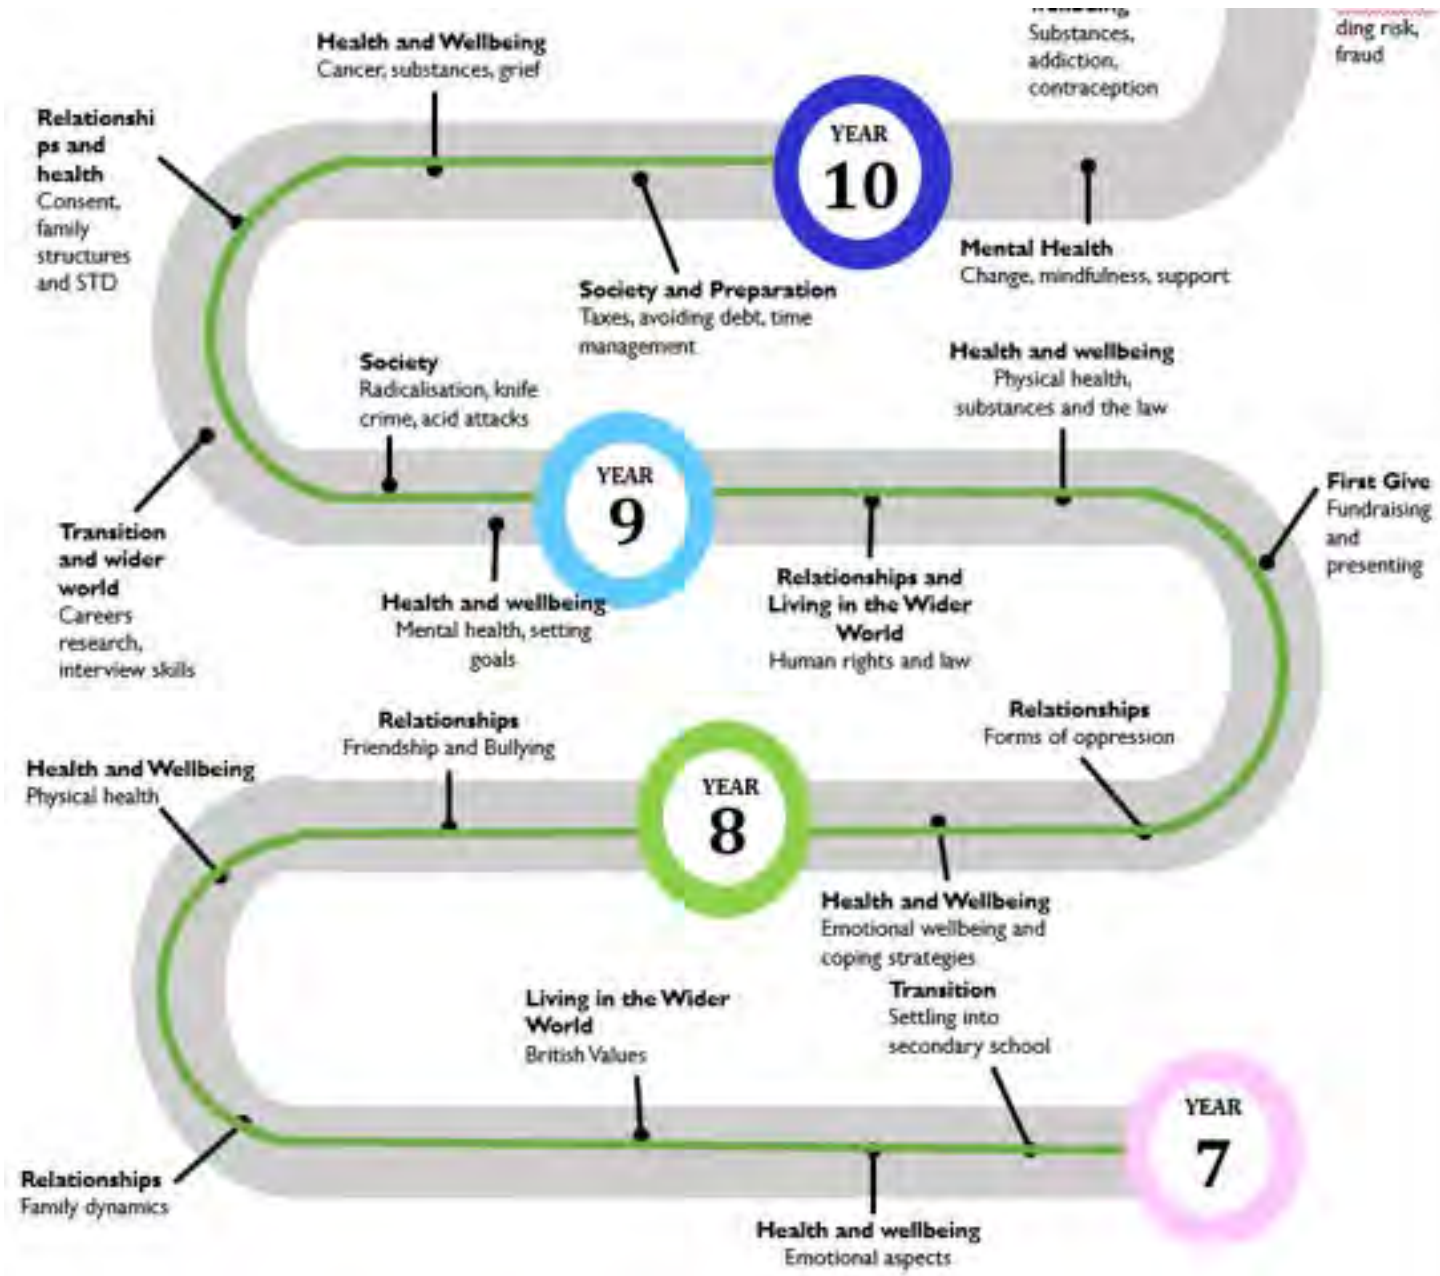 Health and Wellbeing
Cancer, substances, grief
Substances,
addiction,
contraception
ding risk,
fraud
Relationshi
ps and
health
Consent,
family
structures
and STD
YEAR
10
Society and Preparation
Taxes, avoiding debt, time
management
Mental Health
Change, mindfulness, support
Society
Radicalisation, knife
crime, acid attacks
Health and wellbeing
Physical health,
substances and the law
YEAR
9
First Give
Fundraising
and
presenting
Transition
and wider
world
Careers
research,
interview skills
Health and wellbeing
Mental health, setting
goals
Relationships and
Living in the Wider
World
Human rights and law
Relationships
Friendship and Bullying
Relationships
Forms of oppression
Health and Wellbeing
Physical health
YEAR
8
Health and Wellbeing
Emotional wellbeing and
coping strategies
Living in the Wider
World
British Values
Transition
Settling into
secondary school
YEAR
7
Relationships
Family dynamics
Health and wellbeing
Emotional aspects